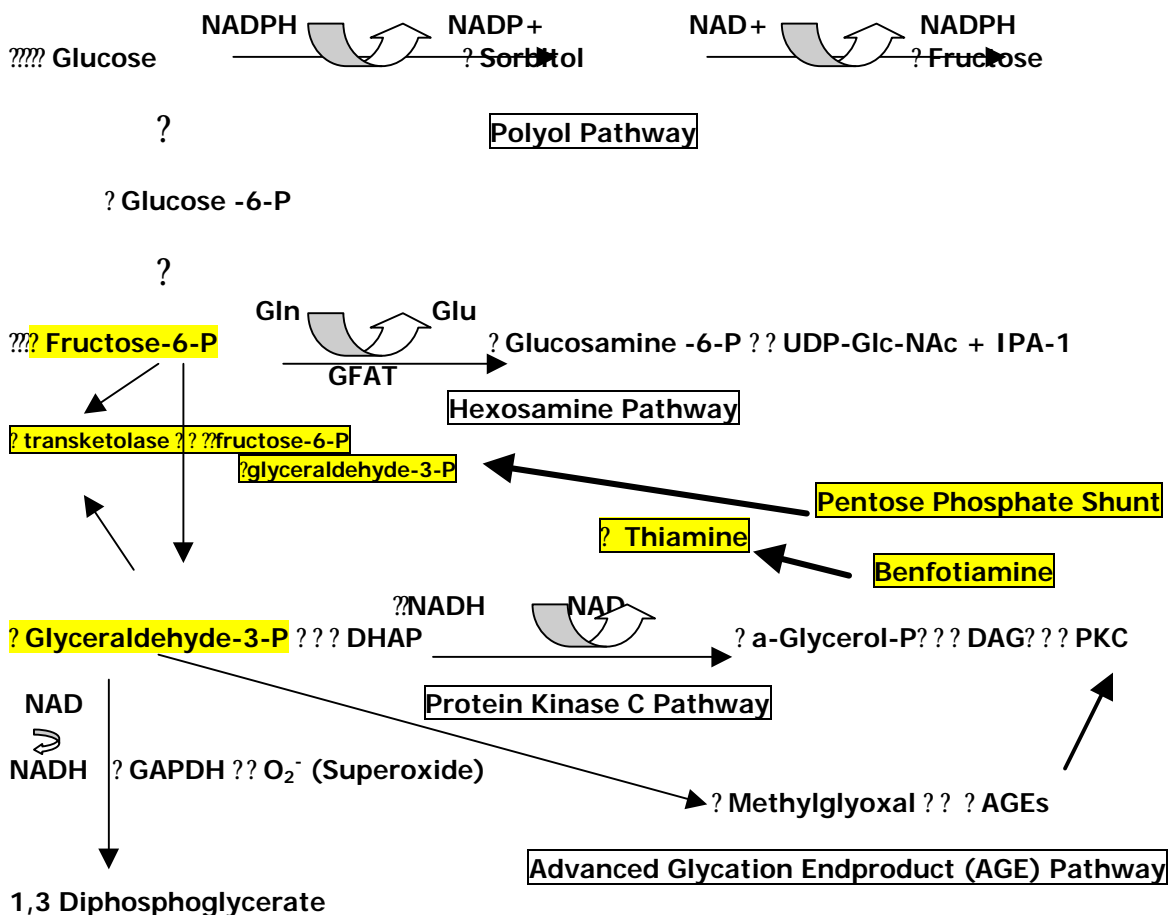 NADPH NADP+ NAD+ NADPH
????? Glucose ? Sorbitol ? Fructose
? Polyol Pathway
? Glucose -6-P
?
Gln Glu
???? Fructose-6-P ? Glucosamine -6-P ?? UDP-Glc-NAc + IPA-1
GFAT
Hexosamine Pathway
? transketolase ? ? ??fructose-6-P
?glyceraldehyde-3-P
Pentose Phosphate Shunt
? Thiamine
Benfotiamine
??NADH NAD
? Glyceraldehyde-3-P ??? DHAP ? a-Glycerol-P??? DAG??? PKC
Protein Kinase C Pathway
NAD
NADH ? GAPDH ?? O₂⁻ (Superoxide)
? Methylglyoxal ?? ? AGEs
Advanced Glycation Endproduct (AGE) Pathway
1,3 Diphosphoglycerate